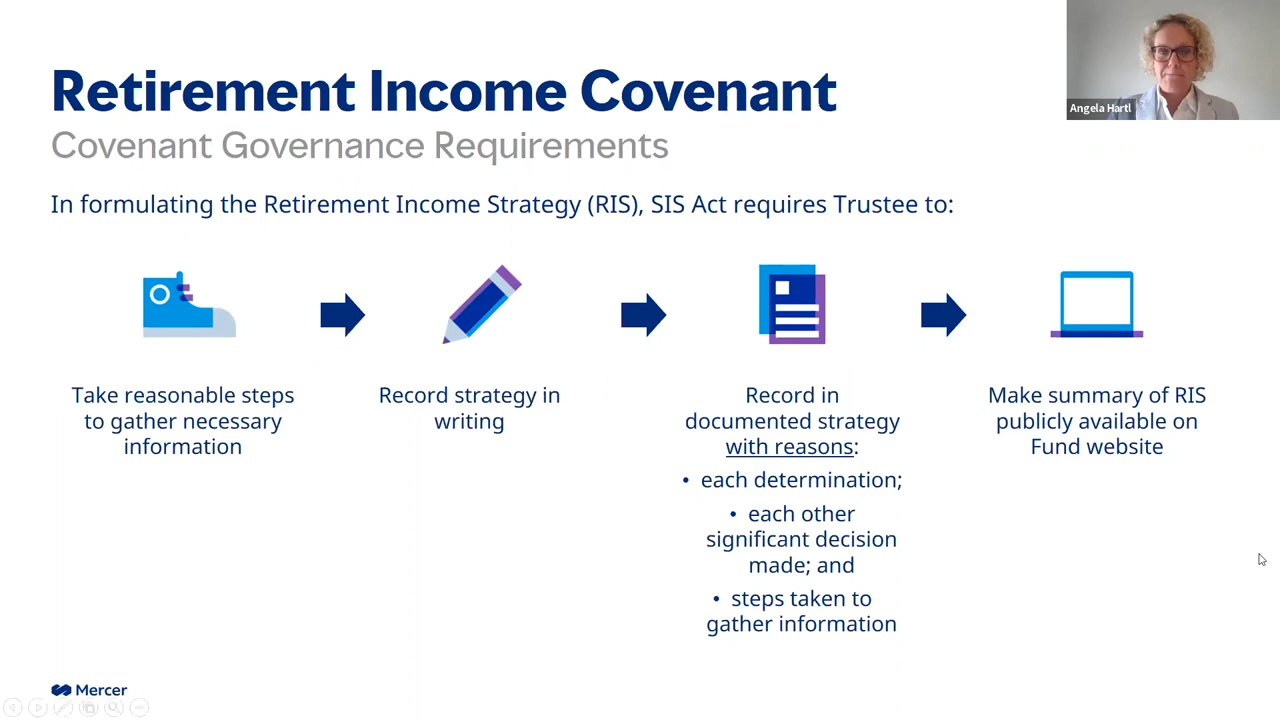 Retirement Income Covenant
Angela Hartl
Covenant Governance Requirements
In formulating the Retirement Income Strategy (RIS), SIS Act requires Trustee to:
Take reasonable steps
to gather necessary
information
Record strategy in
writing
Record in
documented strategy
with reasons:
• each determination;
• each other
significant decision
made; and
• steps taken to
gather information
Make summary of RIS
publicly available on
Fund website
Mercer